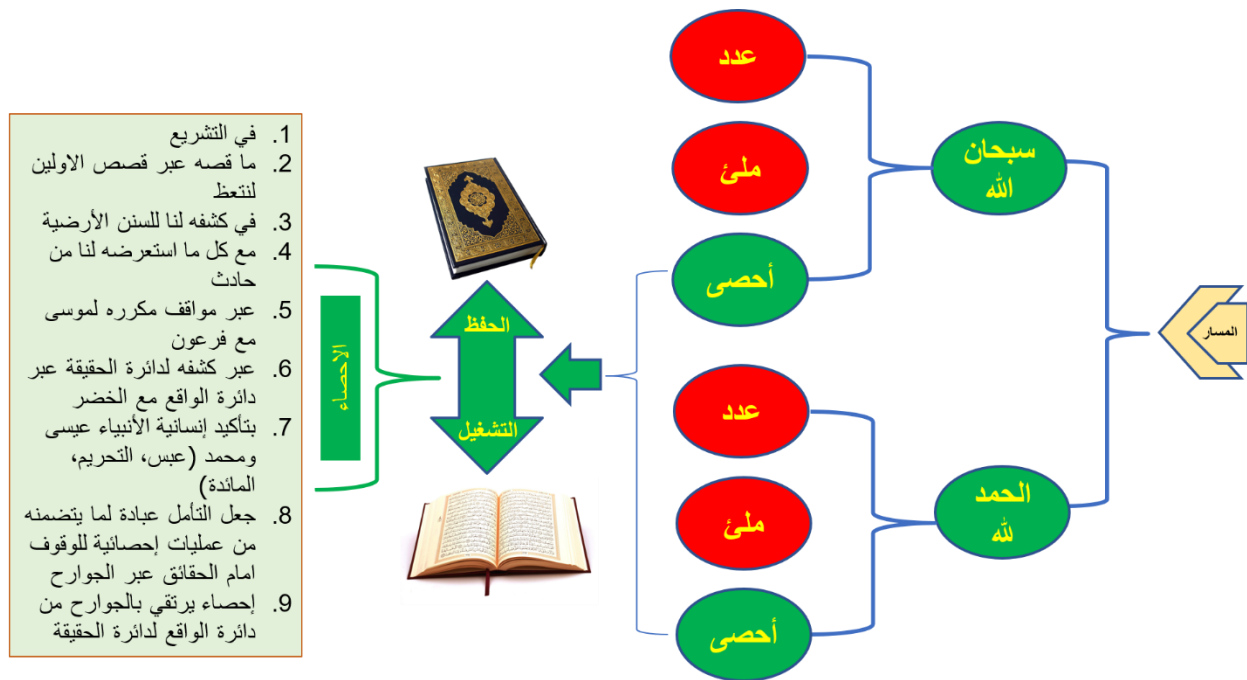 المسار
سبحان
الله
عدد
ملئ
أحصى
الحمد
لله
عدد
ملئ
أحصى
الحفظ
التشغيل
الاحصاء
1. في التشريع
2. ما قصه عبر قصص الاولين
لنتعظ
3. في كشفه لنا للسنن الأرضية
4. مع كل ما استعرضه لنا من
حادث
5. عبر مواقف مكرره لموسى
مع فرعون
6. عبر كشفه لدائرة الحقيقة عبر
دائرة الواقع مع الخضر
7. بتأكيد إنسانية الأنبياء عيسى
ومحمد (عبس، التحريم،
المائدة)
8. جعل التأمل عبادة لما يتضمنه
من عمليات إحصائية للوقوف
امام الحقائق عبر الجوارح
9. إحصاء يرتقي بالجوارح من
دائرة الواقع لدائرة الحقيقة